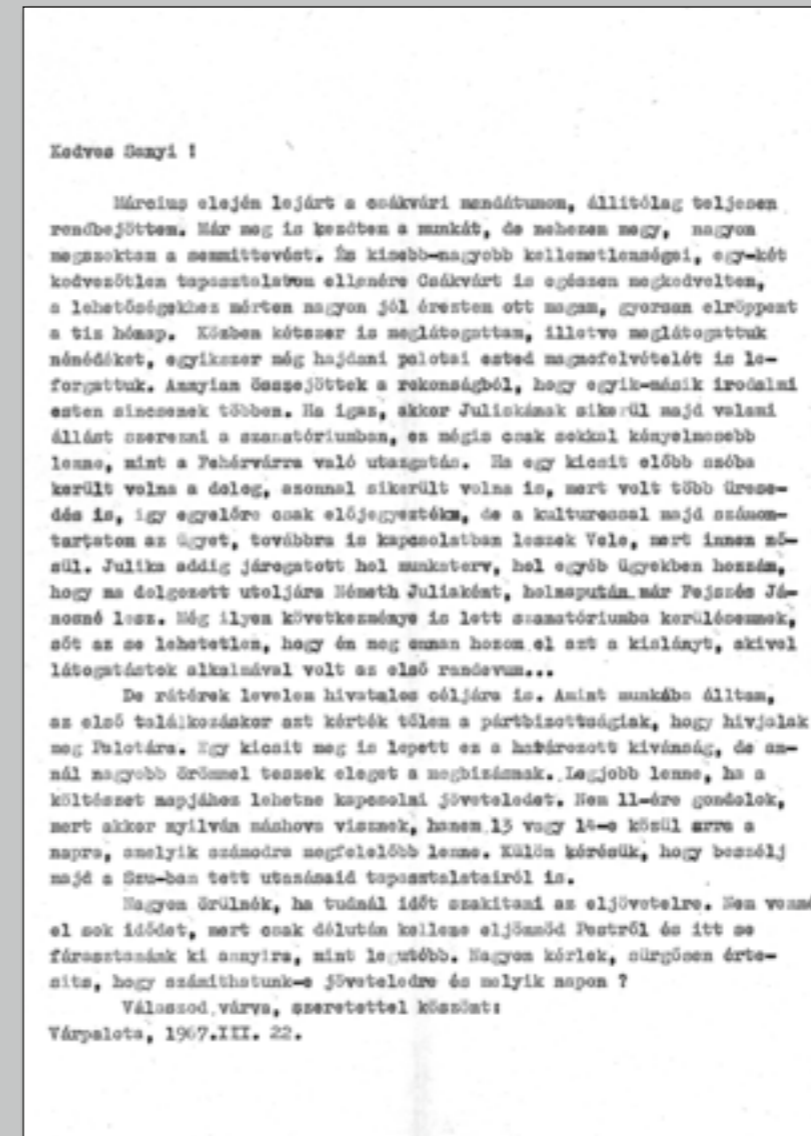 Kedves Sanyi !
Március elején lejárt a csákvári mandátumom, állitólag teljesen
rendbejöttem. Már meg is kezdtem a munkát, de nehezen megy, nagyon
megszoktam a semmittevést. És kisebb-nagyobb kellemetlenségei, egy-két
kedvezőtlen tapasztalatom ellenére Csákvárt is egészen megkedveltem,
a lehetőségekhez mérten nagyon jól éreztem ott magam, gyorsan elröppent
a tiz hónap. Közben kétszer is meglátogattam, illetve meglátogattuk
nénédéket, egyikszer még hajdani palotai ested magnofelvételét is le-
forgattuk. Annyian összejöttek a rokonságból, hogy egyik-másik irodalmi
esten sincsenek többen. Ha igaz, akkor Juliskának sikerül majd valami
állást szerezni a szanatóriumban, ez mégis csak sokkal kényelmesebb
lenne, mint a Fehérvárra való utazgatás. Ha egy kicsit előbb szóba
került volna a dolog, azonnal sikerült volna is, mert volt több ürese-
dés is, igy egyelőre csak előjegyezték, de a kulturossal majd számon-
tartatom az ügyet, továbbra is kapcsolatban leszek Vele, mert innen nő-
sül. Julika addig járogatott hol munkaterv, hol egyéb ügyekben hozzám,
hogy ma dolgozott utoljára Németh Juliaként, holnapután már Fejszés Já-
nosné lesz. Még ilyen következménye is lett szanatóriumba kerülésemnek,
sőt az se lehetetlen, hogy én meg onnan hozom el azt a kislányt, akivel
látogatástok alkalmával volt az első randevum...
De rátérek levelem hivatalos céljára is. Amint munkába álltam,
az első találkozáskor azt kérték tőlem a pártbizottságiak, hogy hivjalak
meg Palotára. Egy kicsit meg is lepett ez a határozott kivánság, de an-
nál nagyobb örömmel teszek eleget a megbizásnak. Legjobb lenne, ha a
költészet napjához lehetne kapcsolni jöveteledet. Nem 11-ére gondolok,
mert akkor nyilván máshova visznek, hanem 13 vagy 14-e közül arra a
napra, amelyik számodra megfelelőbb lenne. Külön kérésük, hogy beszélj
majd a Szu-ban tett utazásaid tapasztalatairól is.
Nagyon örülnék, ha tudnál időt szakitani az eljövetelre. Nem venné
el sok idődet, mert csak délután kellene eljönnöd Pestről és itt se
fárasztanánk ki annyira, mint legutóbb. Nagyon kérlek, sürgősen érte-
sits, hogy számithatunk-e jöveteledre és melyik napon ?
Válaszod várva, szeretettel köszönt:
Várpalota, 1967.III. 22.